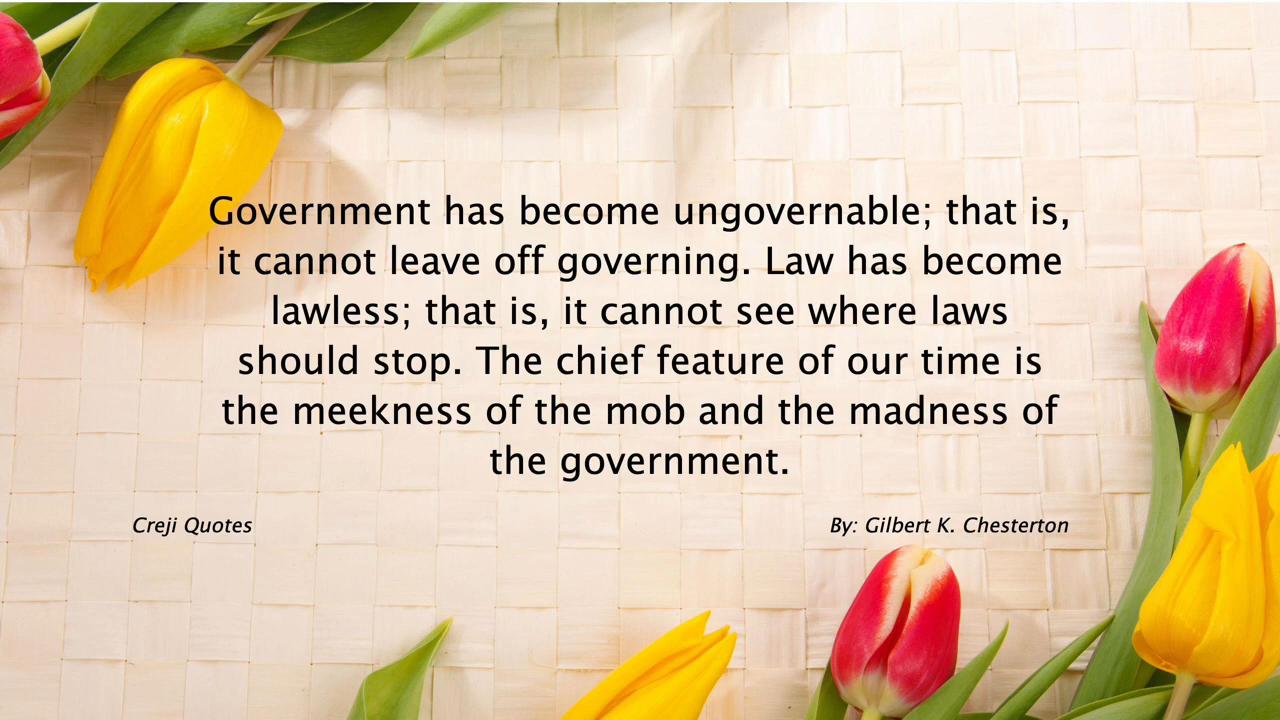 Government has become ungovernable; that is,
it cannot leave off governing. Law has become
lawless; that is, it cannot see where laws
should stop. The chief feature of our time is
the meekness of the mob and the madness of
the government.
Creji Quotes
By: Gilbert K. Chesterton